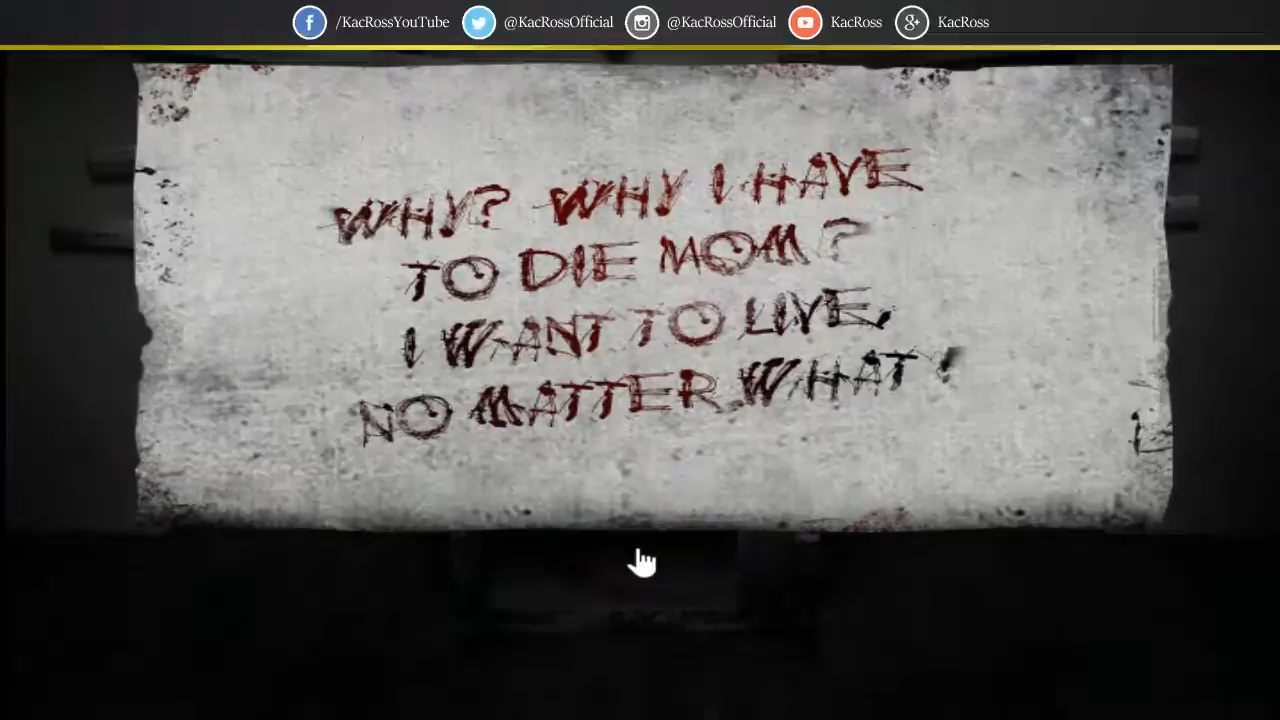 /KacRossYouTube @KacRossOfficial @KacRossOfficial KacRoss KacRoss
WHY? WHY I HAVE
TO DIE MOM?
I WANT TO LIVE,
NO MATTER WHAT!